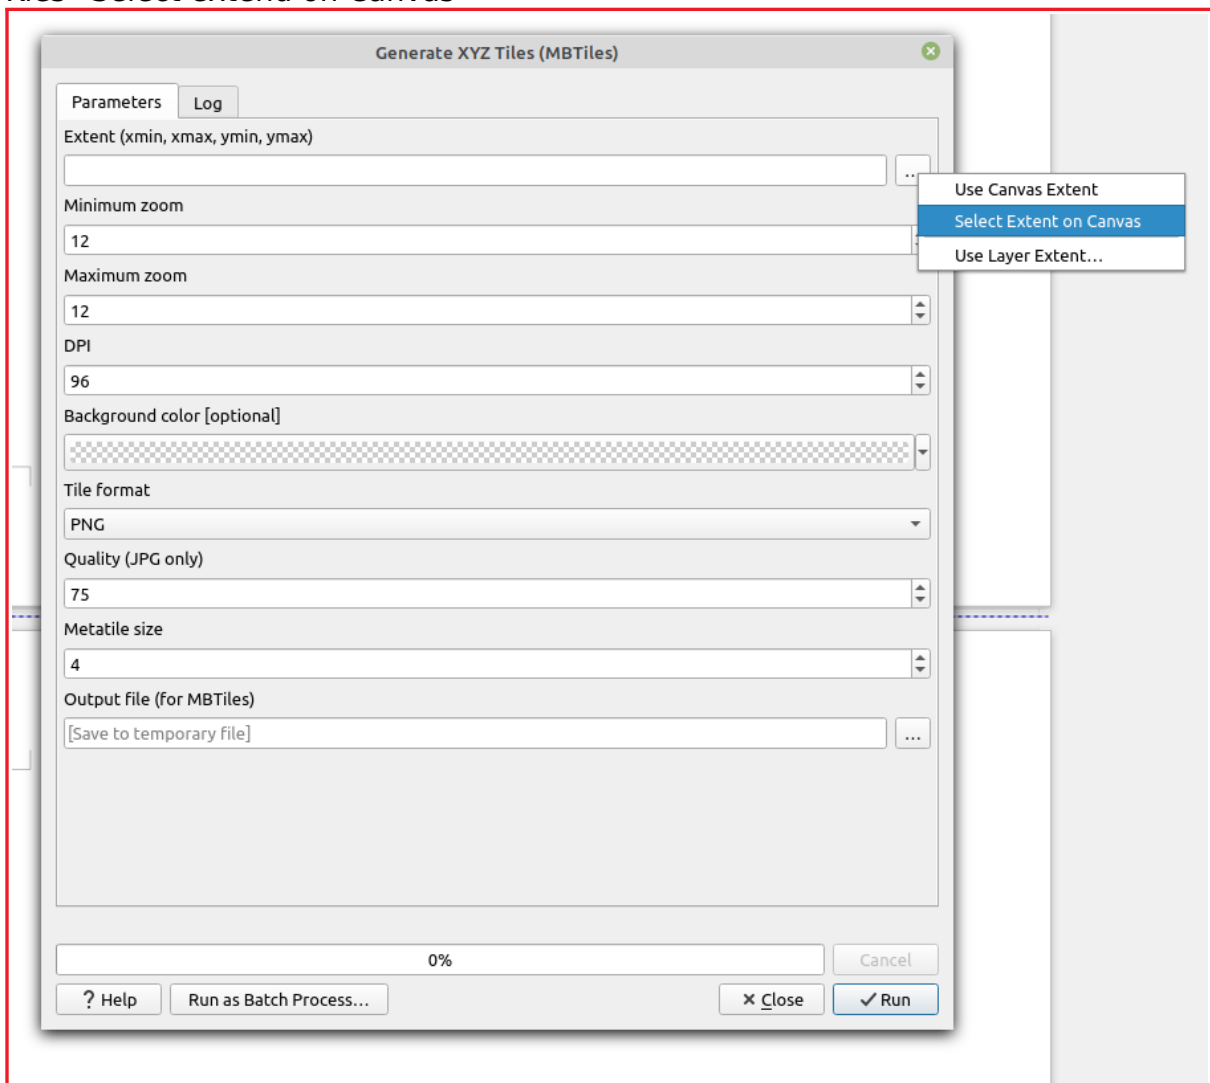 Generate XYZ Tiles (MBTiles)
Parameters
Log
Extent (xmin, xmax, ymin, ymax)
...
Use Canvas Extent
Select Extent on Canvas
Use Layer Extent...
Minimum zoom
12
Maximum zoom
12
DPI
96
Background color [optional]
Tile format
PNG
Quality (JPG only)
75
Metatile size
4
Output file (for MBTiles)
[Save to temporary file]
...
0%
Cancel
? Help
Run as Batch Process...
Close
Run